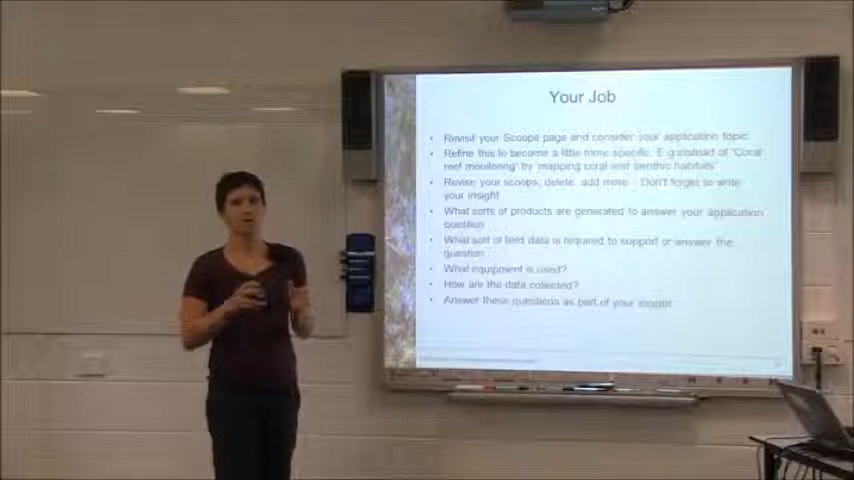 Your Job
• Revisit your Scoopit page and consider your application topic.
• Refine this to become a little more specific. E.g instead of 'Coral
reef monitoring' try 'mapping coral reef benthic habitats'
• Revise your scoops, delete, add more - Don't forget to write
your insight
• What sorts of products are generated to answer your application
question
• What sort of field data is required to support or answer the
question
• What equipment is used?
• How are the data collected?
• Answer these questions as part of your insight